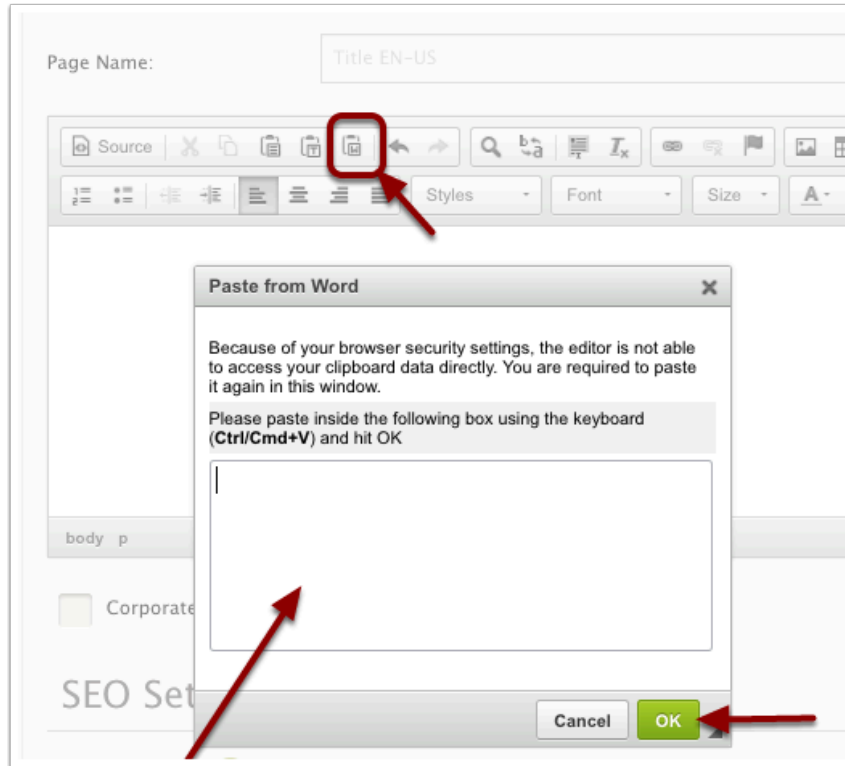 Page Name:
Title EN-US
Source
Styles
Font
Size
A
Paste from Word
Because of your browser security settings, the editor is not able
to access your clipboard data directly. You are required to paste
it again in this window.
Please paste inside the following box using the keyboard
(Ctrl/Cmd+V) and hit OK
body p
Corporate
SEO Set
Cancel
OK